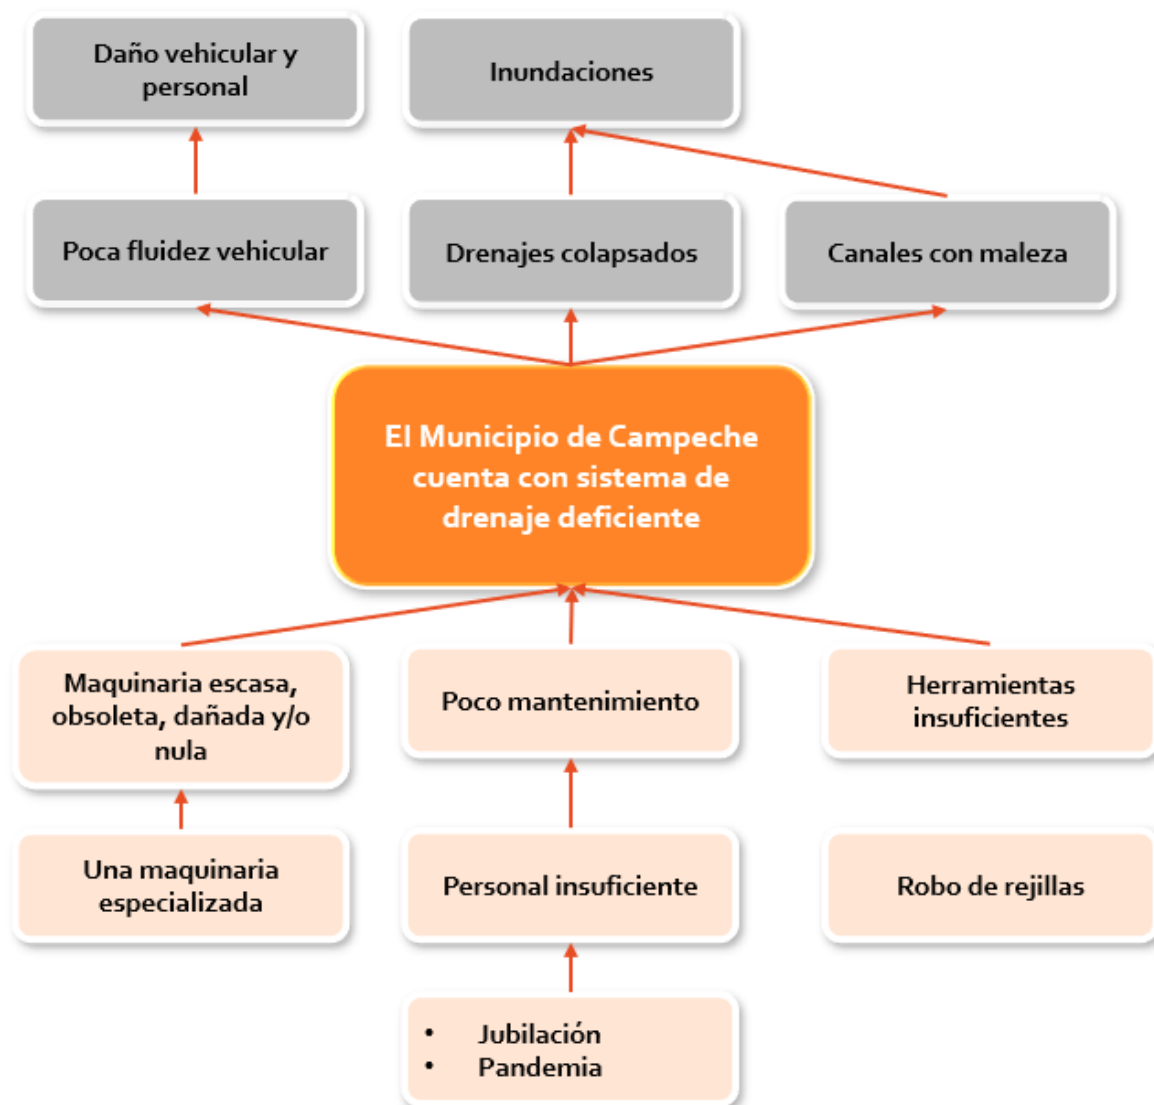 Daño vehicular y
personal
Inundaciones
Poca fluidez vehicular
Drenajes colapsados
Canales con maleza
El Municipio de Campeche
cuenta con sistema de
drenaje deficiente
Maquinaria escasa,
obsoleta, dañada y/o
nula
Poco mantenimiento
Herramientas
insuficientes
Una maquinaria
especializada
Personal insuficiente
Robo de rejillas
• Jubilación
• Pandemia